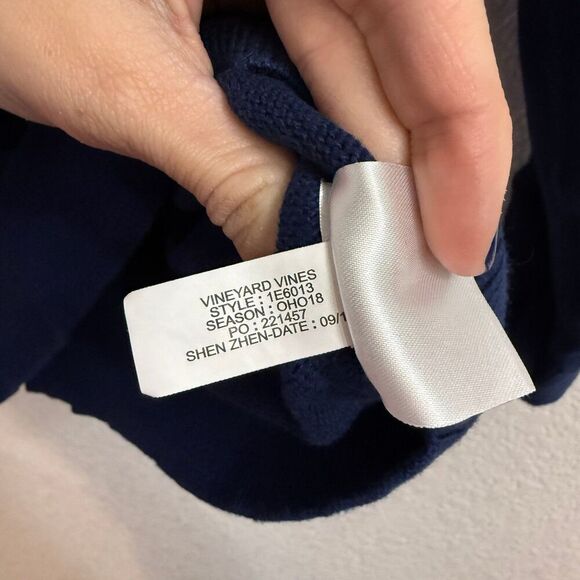 VINEYARD VINES
STYLE : 1E6013
SEASON : OHO18
PO : 221457
SHEN ZHEN-DATE : 09/1